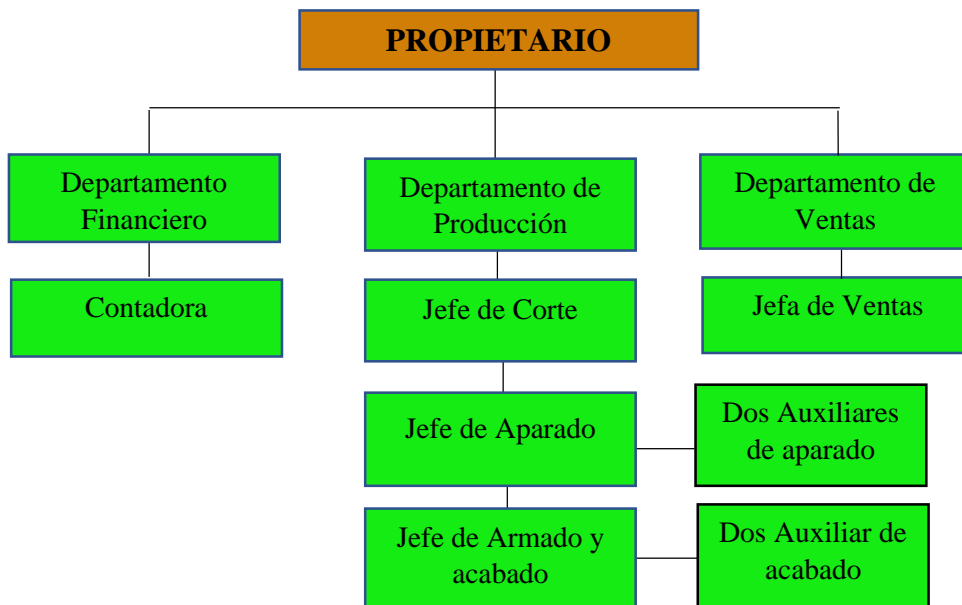 PROPIETARIO
Departamento
Financiero
Departamento de
Producción
Departamento de
Ventas
Contadora
Jefe de Corte
Jefa de Ventas
Jefe de Aparado
Dos Auxiliares
de aparado
Jefe de Armado y
acabado
Dos Auxiliar de
acabado